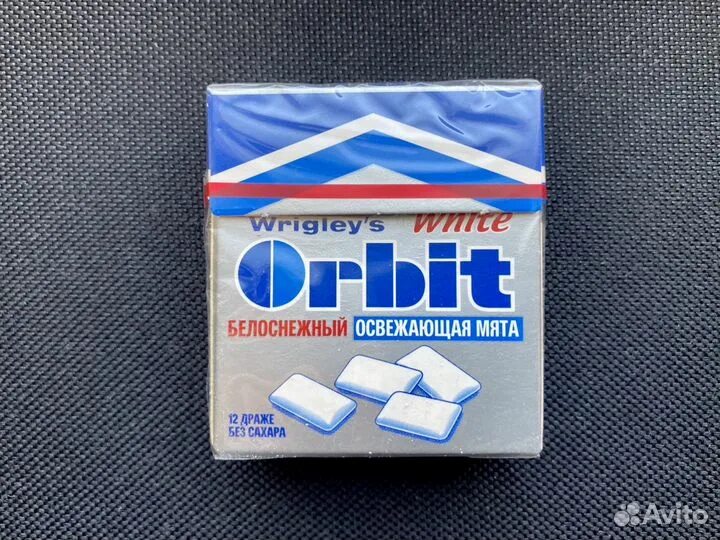 Wrigley's White
Orbit
БЕЛОСНЕЖНЫЙ ОСВЕЖАЮЩАЯ МЯТА
12 ДРАЖЕ
БЕЗ САХАРА
Avito